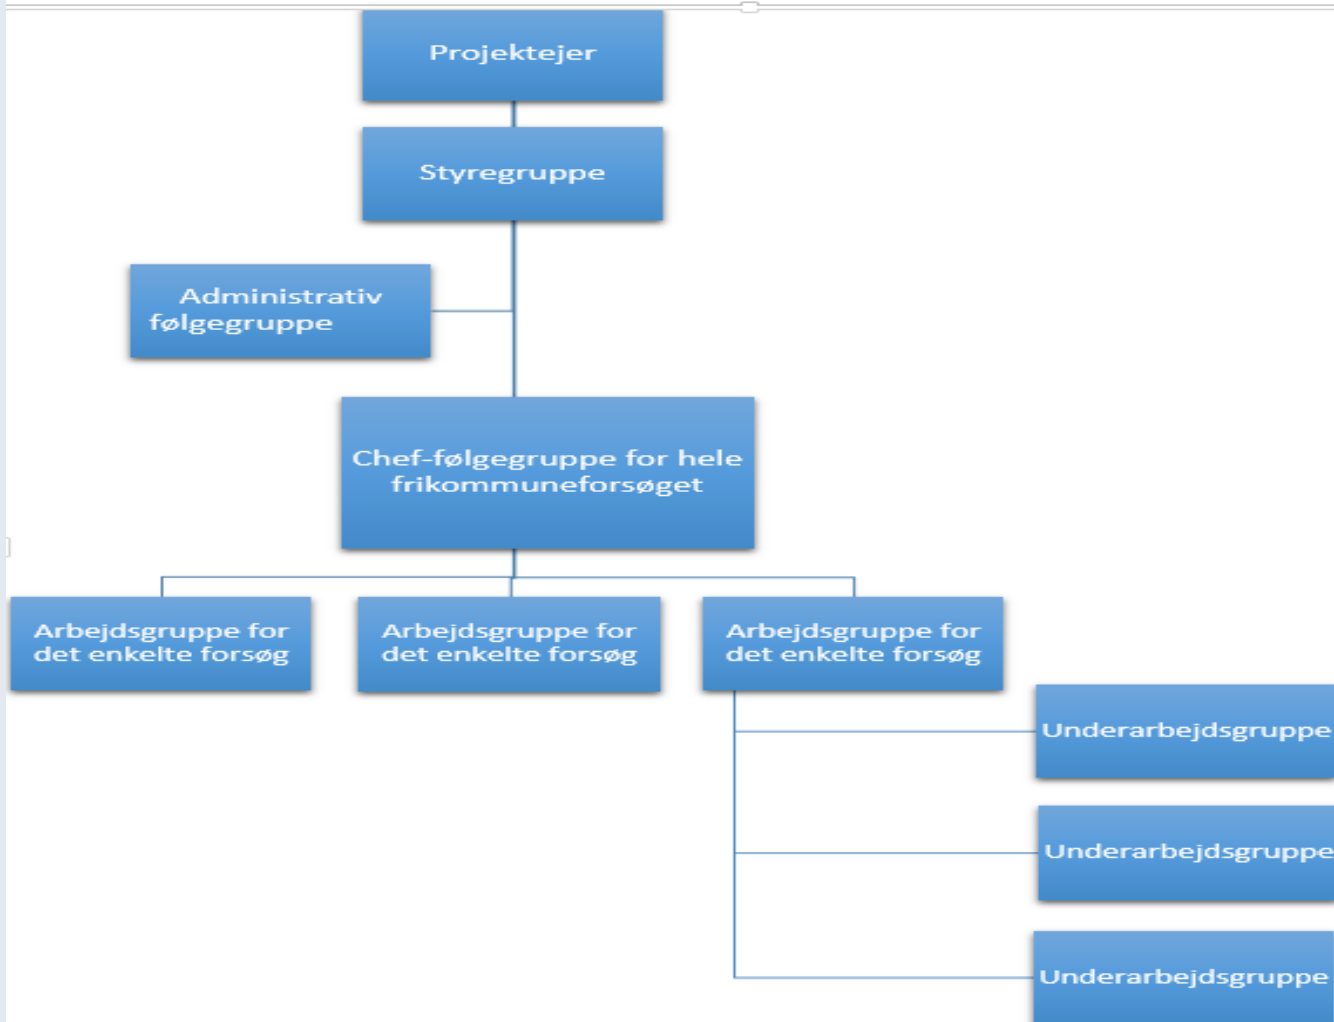 Projektejer
Styregruppe
Administrativ
følgegruppe
Chef-følgegruppe for hele
frikommuneforsøget
Arbejdsgruppe for
det enkelte forsøg
Arbejdsgruppe for
det enkelte forsøg
Arbejdsgruppe for
det enkelte forsøg
Underarbejdsgruppe
Underarbejdsgruppe
Underarbejdsgruppe